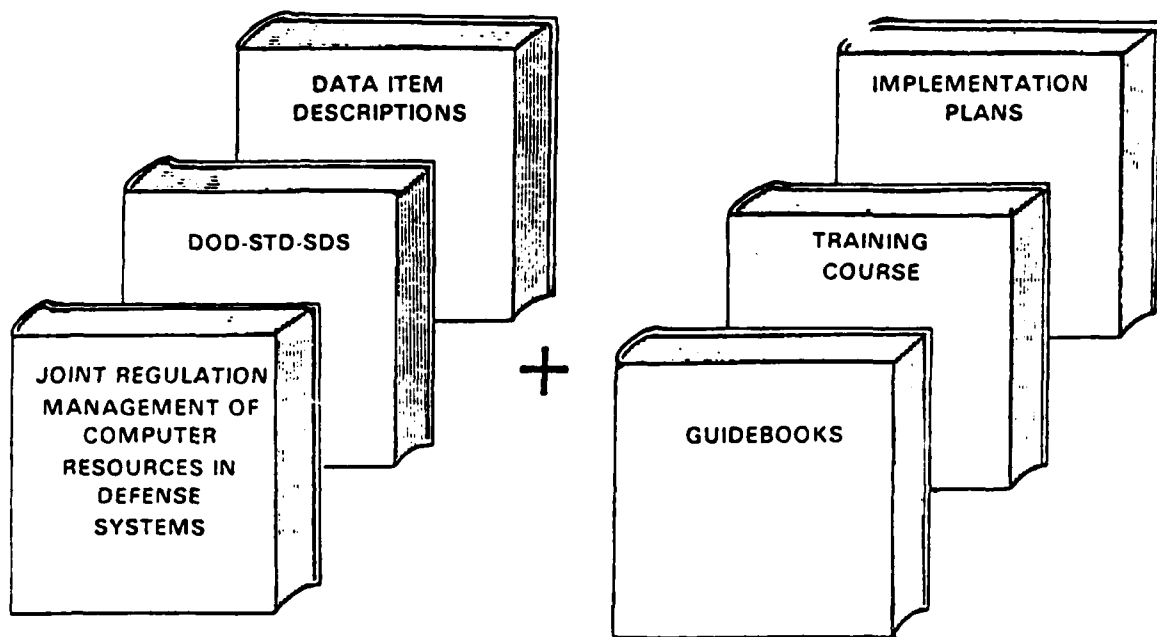 DATA ITEM
DESCRIPTIONS
DOD-STD-SDS
JOINT REGULATION
MANAGEMENT OF
COMPUTER
RESOURCES IN
DEFENSE
SYSTEMS
+
IMPLEMENTATION
PLANS
TRAINING
COURSE
GUIDEBOOKS